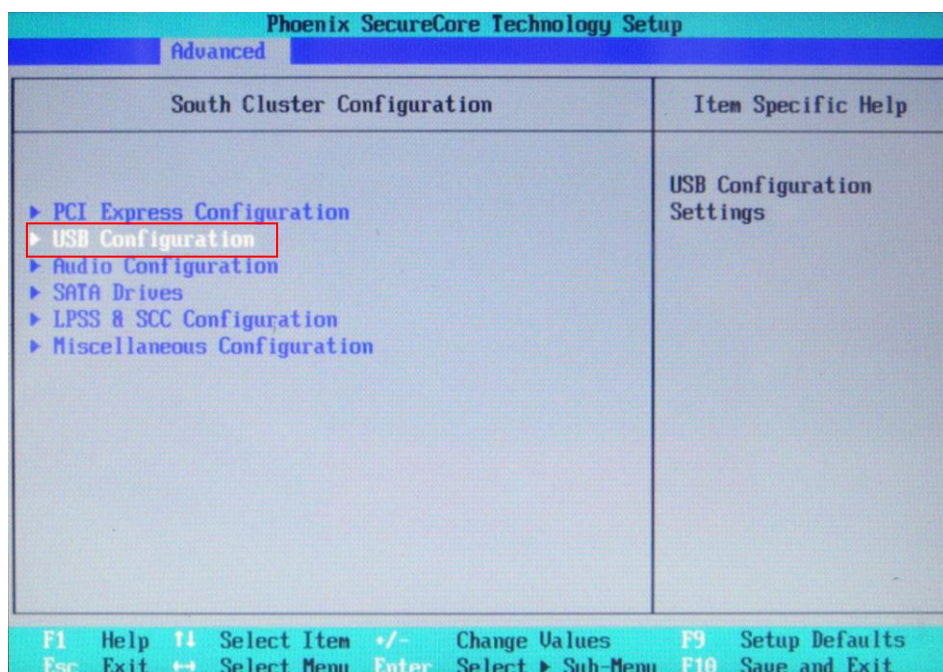 Phoenix SecureCore Technology Setup
Advanced
South Cluster Configuration
Item Specific Help
▶ PCI Express Configuration
▶ USB Configuration
▶ Audio Configuration
▶ SATA Drives
▶ LPSS & SCC Configuration
▶ Miscellaneous Configuration
USB Configuration
Settings
F1 Help ↑↓ Select Item +/- Change Values F9 Setup Defaults
Esc Exit ↔ Select Menu Enter Select ▶ Sub-Menu F10 Save and Exit